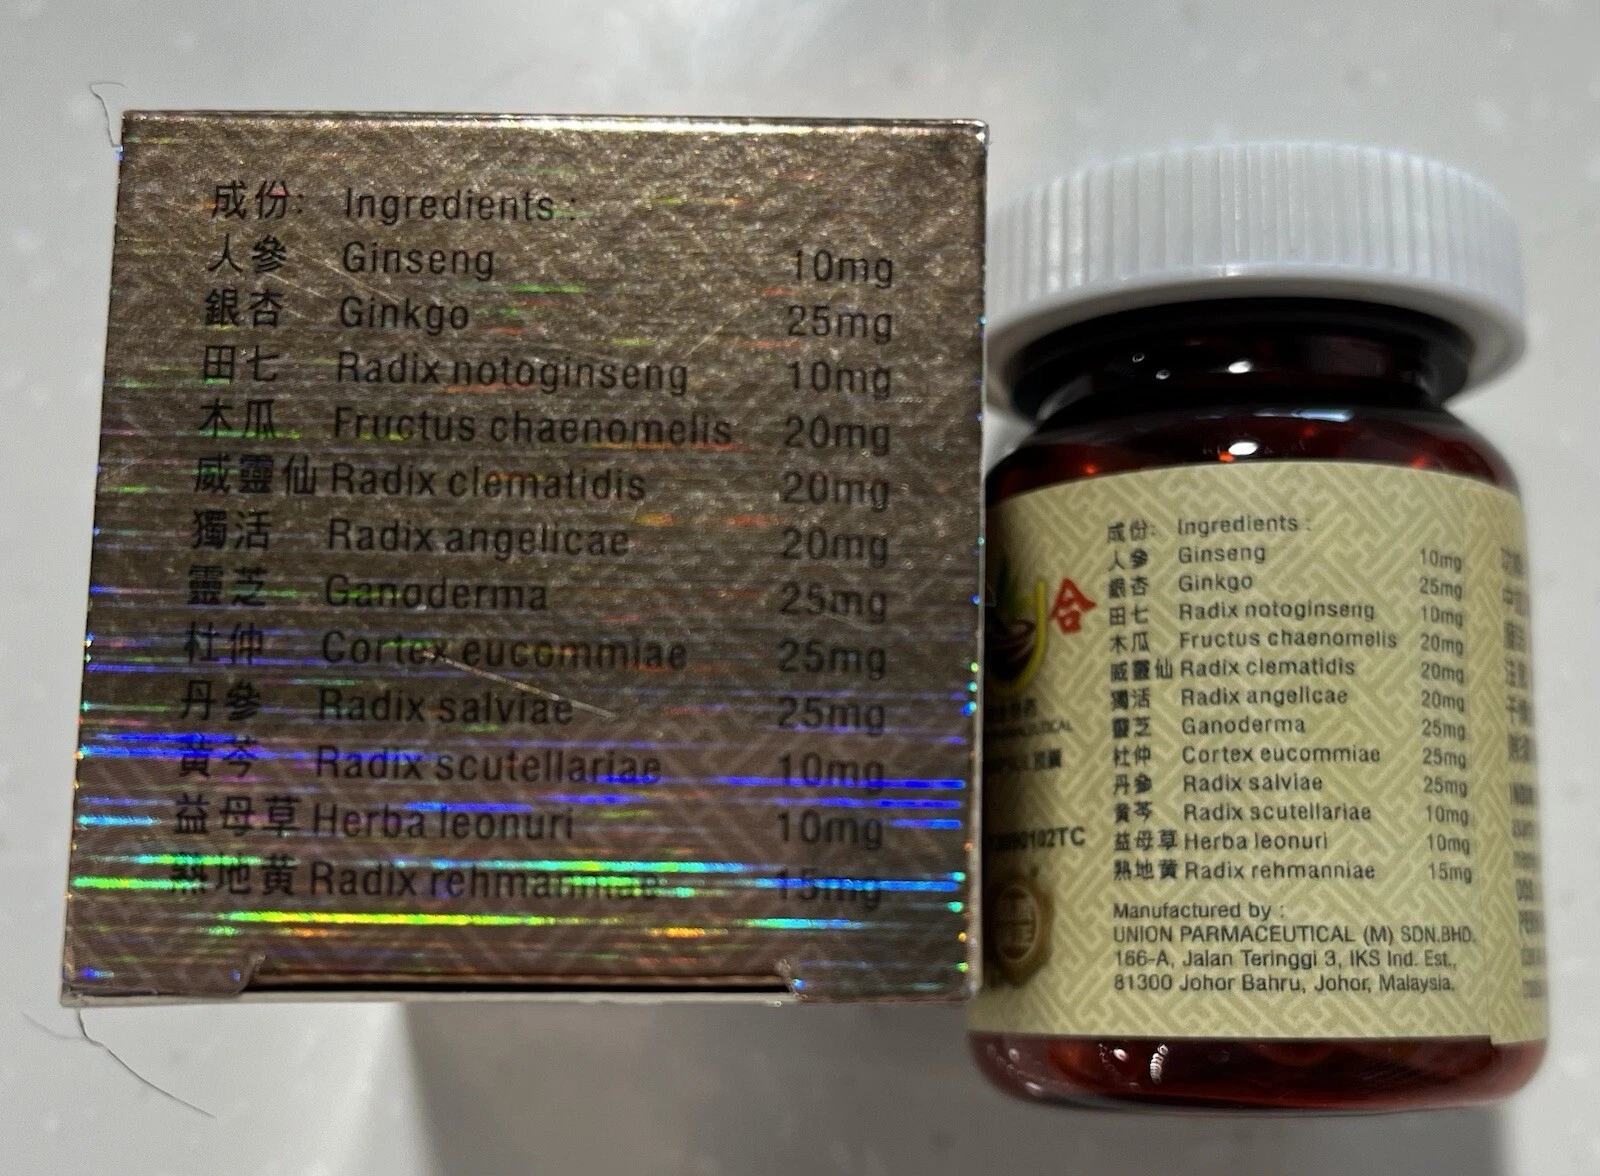 成份: Ingredients :
人參 Ginseng 10mg
銀杏 Ginkgo 25mg
田七 Radix notoginseng 10mg
木瓜 Fructus chaenomelis 20mg
威靈仙 Radix clematidis 20mg
獨活 Radix angelicae 20mg
靈芝 Ganoderma 25mg
杜仲 Cortex eucommiae 25mg
丹參 Radix salviae 25mg
黃芩 Radix scutellariae 10mg
益母草 Herba leonuri 10mg
熟地黃 Radix rehmanniae 15mg
成份: Ingredients :
人參 Ginseng 10mg
銀杏 Ginkgo 25mg
田七 Radix notoginseng 10mg
木瓜 Fructus chaenomelis 20mg
威靈仙 Radix clematidis 20mg
獨活 Radix angelicae 20mg
靈芝 Ganoderma 25mg
杜仲 Cortex eucommiae 25mg
丹參 Radix salviae 25mg
黃芩 Radix scutellariae 10mg
益母草 Herba leonuri 10mg
熟地黃 Radix rehmanniae 15mg
Manufactured by :
UNION PARMACEUTICAL (M) SDN.BHD.
166-A, Jalan Teringgi 3, IKS Ind. Est.,
81300 Johor Bahru, Johor, Malaysia.
合